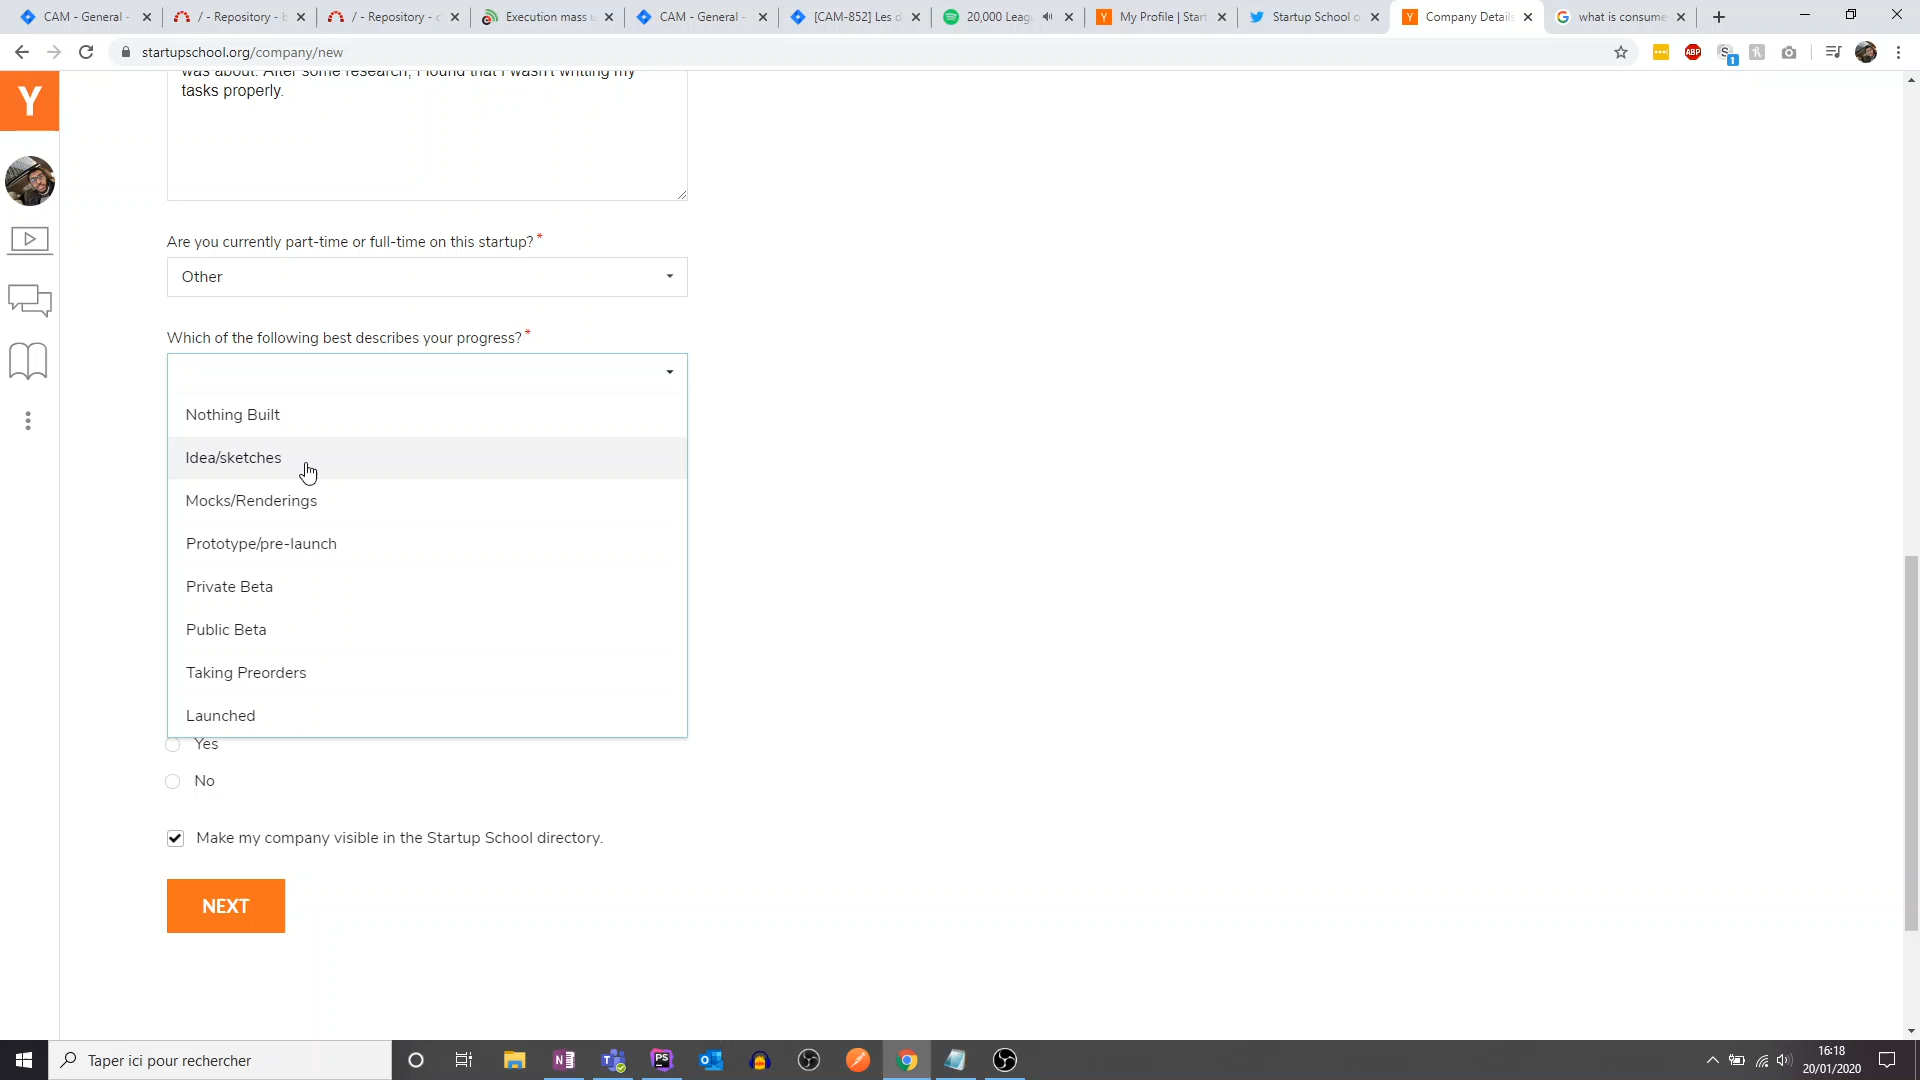 CAM - General -
/ - Repository -
/ - Repository -
Execution mass
CAM - General -
[CAM-852] Les d
20,000 Leag
My Profile | Start
Startup School o
Company Details
what is consume
startupschool.org/company/new
was about. After some research, I found that I wasn't writting my
tasks properly.
Are you currently part-time or full-time on this startup? *
Other
Which of the following best describes your progress? *
Nothing Built
Idea/sketches
Mocks/Renderings
Prototype/pre-launch
Private Beta
Public Beta
Taking Preorders
Launched
Yes
No
Make my company visible in the Startup School directory.
NEXT
Taper ici pour rechercher
16:18
20/01/2020